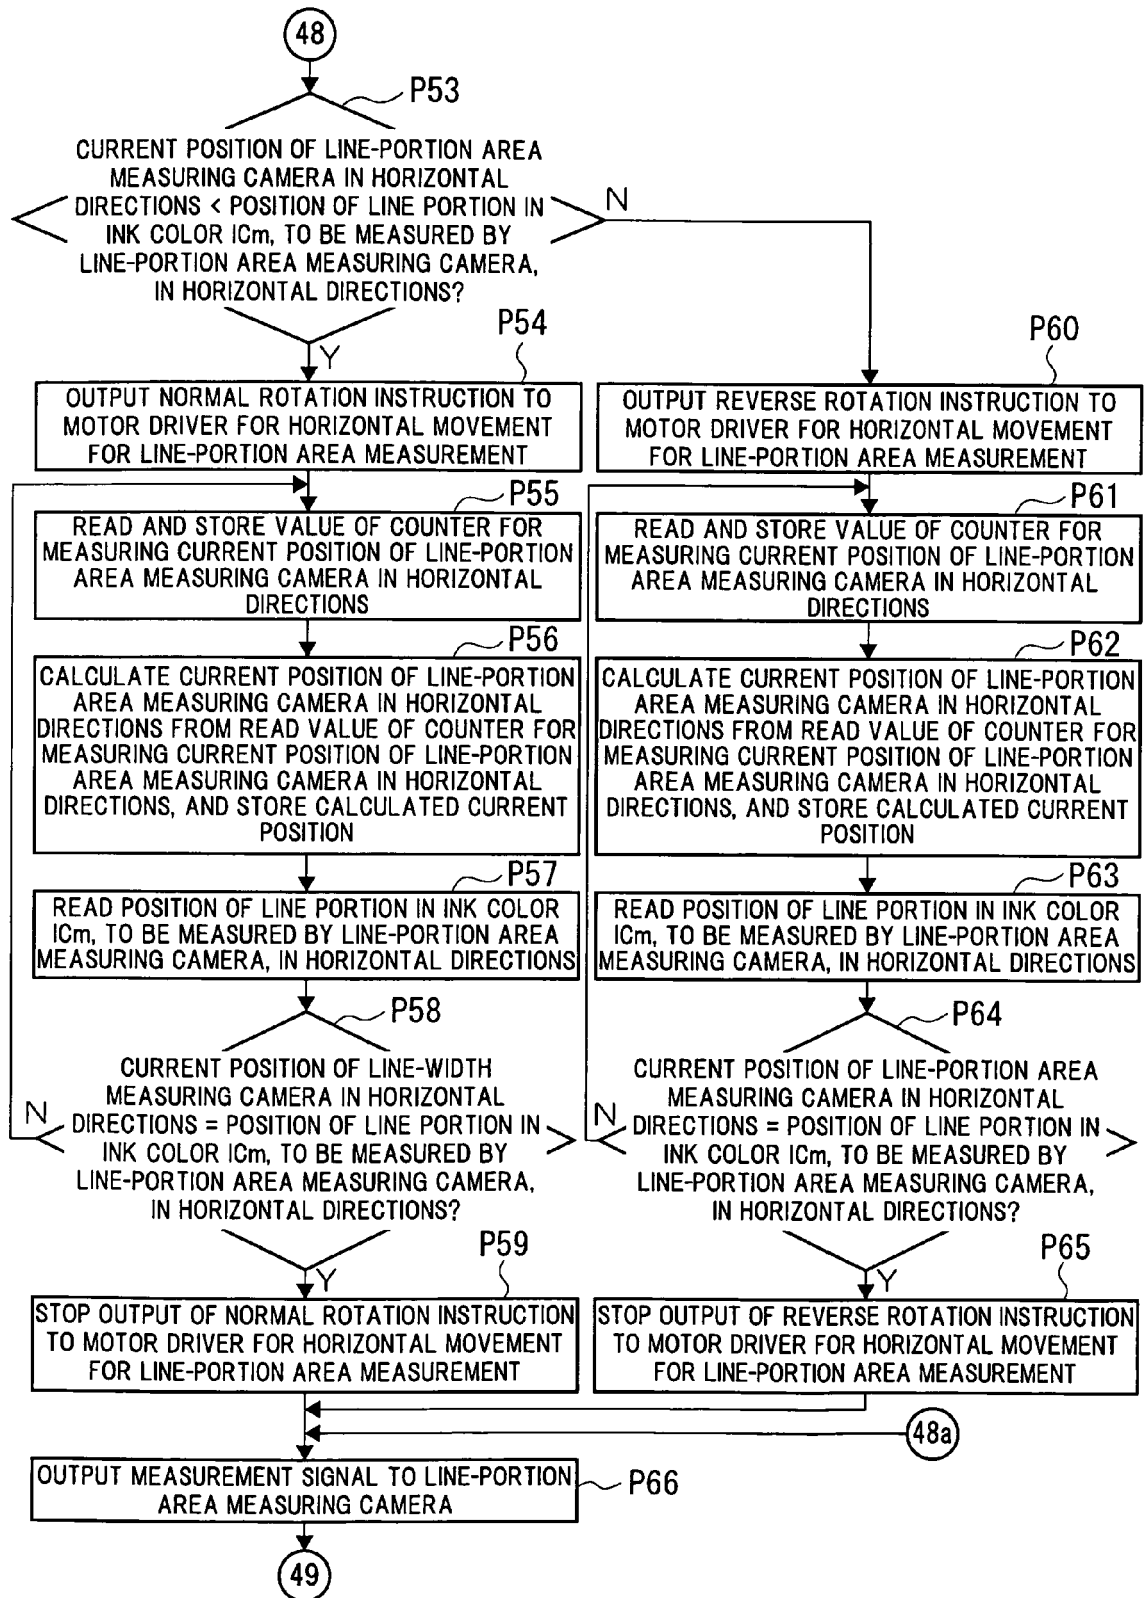 48
P53
CURRENT POSITION OF LINE-PORTION AREA
MEASURING CAMERA IN HORIZONTAL
DIRECTIONS < POSITION OF LINE PORTION IN
INK COLOR ICm, TO BE MEASURED BY
LINE-PORTION AREA MEASURING CAMERA,
IN HORIZONTAL DIRECTIONS?
N
Y
P54
OUTPUT NORMAL ROTATION INSTRUCTION TO
MOTOR DRIVER FOR HORIZONTAL MOVEMENT
FOR LINE-PORTION AREA MEASUREMENT
P55
READ AND STORE VALUE OF COUNTER FOR
MEASURING CURRENT POSITION OF LINE-PORTION
AREA MEASURING CAMERA IN HORIZONTAL
DIRECTIONS
P56
CALCULATE CURRENT POSITION OF LINE-PORTION
AREA MEASURING CAMERA IN HORIZONTAL
DIRECTIONS FROM READ VALUE OF COUNTER FOR
MEASURING CURRENT POSITION OF LINE-PORTION
AREA MEASURING CAMERA IN HORIZONTAL
DIRECTIONS, AND STORE CALCULATED CURRENT
POSITION
P57
READ POSITION OF LINE PORTION IN INK COLOR
ICm, TO BE MEASURED BY LINE-PORTION AREA
MEASURING CAMERA, IN HORIZONTAL DIRECTIONS
P58
CURRENT POSITION OF LINE-WIDTH
MEASURING CAMERA IN HORIZONTAL
DIRECTIONS = POSITION OF LINE PORTION IN
INK COLOR ICm, TO BE MEASURED BY
LINE-PORTION AREA MEASURING CAMERA,
IN HORIZONTAL DIRECTIONS?
N
Y
P59
STOP OUTPUT OF NORMAL ROTATION INSTRUCTION
TO MOTOR DRIVER FOR HORIZONTAL MOVEMENT
FOR LINE-PORTION AREA MEASUREMENT
P60
OUTPUT REVERSE ROTATION INSTRUCTION TO
MOTOR DRIVER FOR HORIZONTAL MOVEMENT
FOR LINE-PORTION AREA MEASUREMENT
P61
READ AND STORE VALUE OF COUNTER FOR
MEASURING CURRENT POSITION OF LINE-PORTION
AREA MEASURING CAMERA IN HORIZONTAL
DIRECTIONS
P62
CALCULATE CURRENT POSITION OF LINE-PORTION
AREA MEASURING CAMERA IN HORIZONTAL
DIRECTIONS FROM READ VALUE OF COUNTER FOR
MEASURING CURRENT POSITION OF LINE-PORTION
AREA MEASURING CAMERA IN HORIZONTAL
DIRECTIONS, AND STORE CALCULATED CURRENT
POSITION
P63
READ POSITION OF LINE PORTION IN INK COLOR
ICm, TO BE MEASURED BY LINE-PORTION AREA
MEASURING CAMERA, IN HORIZONTAL DIRECTIONS
P64
CURRENT POSITION OF LINE-PORTION AREA
MEASURING CAMERA IN HORIZONTAL
DIRECTIONS = POSITION OF LINE PORTION IN
INK COLOR ICm, TO BE MEASURED BY
LINE-PORTION AREA MEASURING CAMERA,
IN HORIZONTAL DIRECTIONS?
N
Y
P65
STOP OUTPUT OF REVERSE ROTATION INSTRUCTION
TO MOTOR DRIVER FOR HORIZONTAL MOVEMENT
FOR LINE-PORTION AREA MEASUREMENT
48a
OUTPUT MEASUREMENT SIGNAL TO LINE-PORTION
AREA MEASURING CAMERA
P66
49